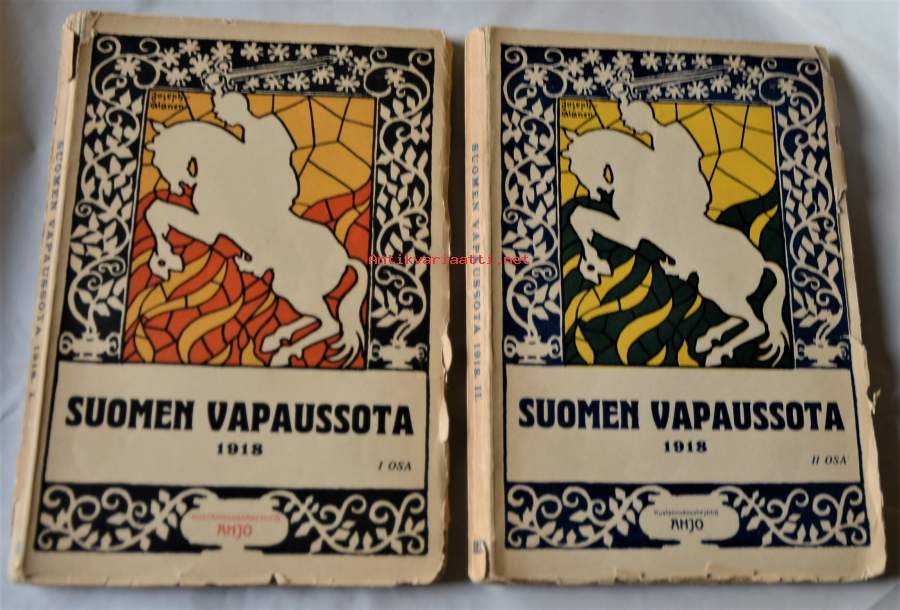 SUOMEN VAPAUSSOTA 1918. I
Joseph
Alanen
SUOMEN VAPAUSSOTA
1918
I OSA
AHJO
SUOMEN VAPAUSSOTA 1918. II
Joseph
Alanen
SUOMEN VAPAUSSOTA
1918
II OSA
Kustannusosakeyhtiö
AHJO
Antikvariaatti.net